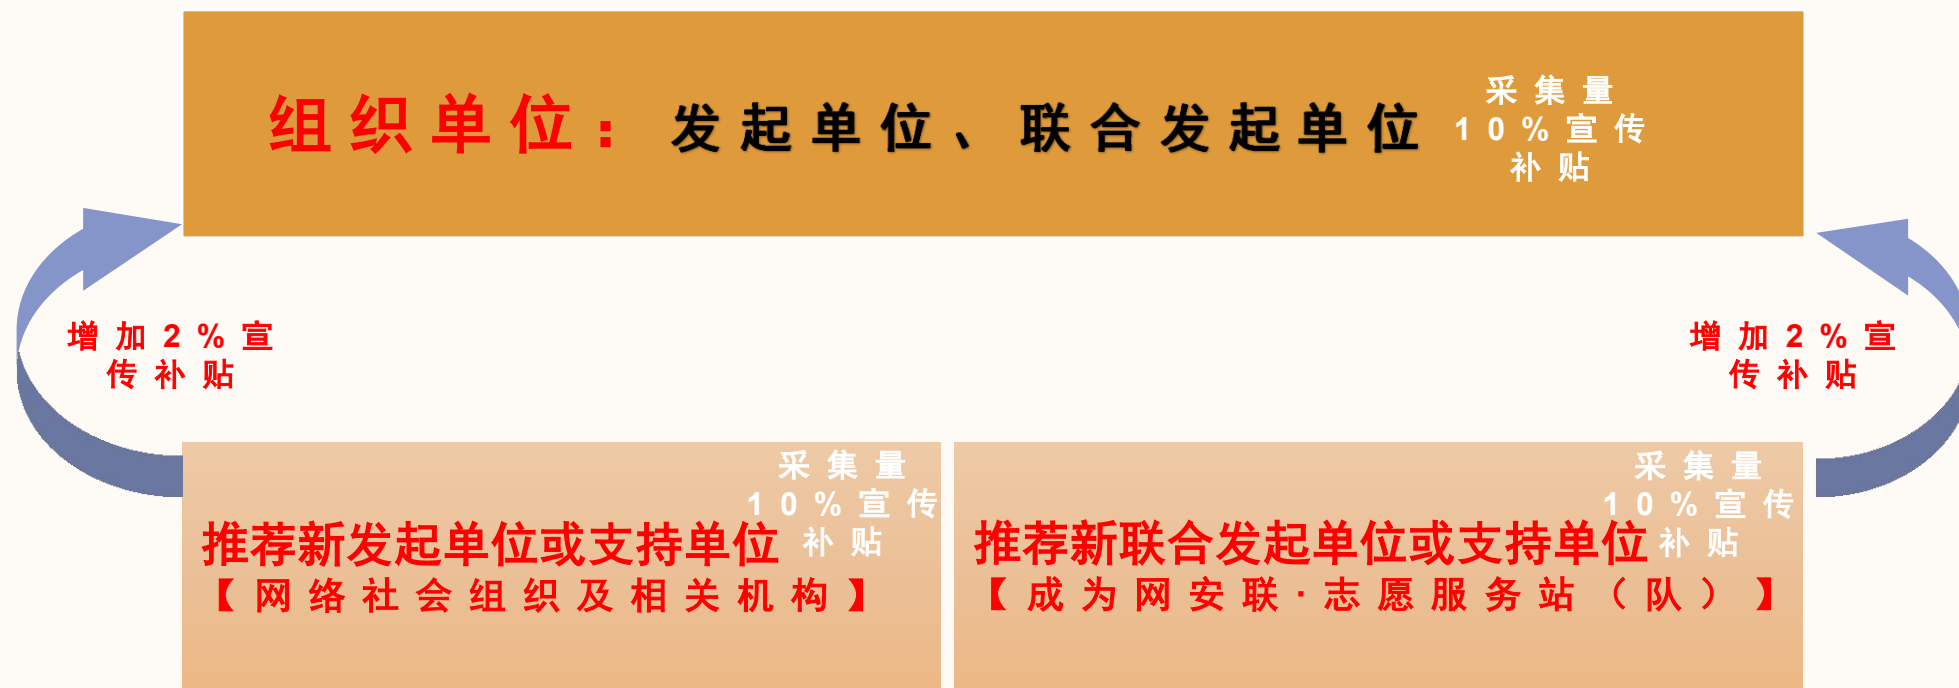 组织单位：发起单位、联合发起单位
采集量
10%宣传
补贴
增加2%宣
传补贴
增加2%宣
传补贴
采集量
10%宣传
补贴
推荐新发起单位或支持单位
【网络社会组织及相关机构】
采集量
10%宣传
补贴
推荐新联合发起单位或支持单位
【成为网安联·志愿服务站（队）】